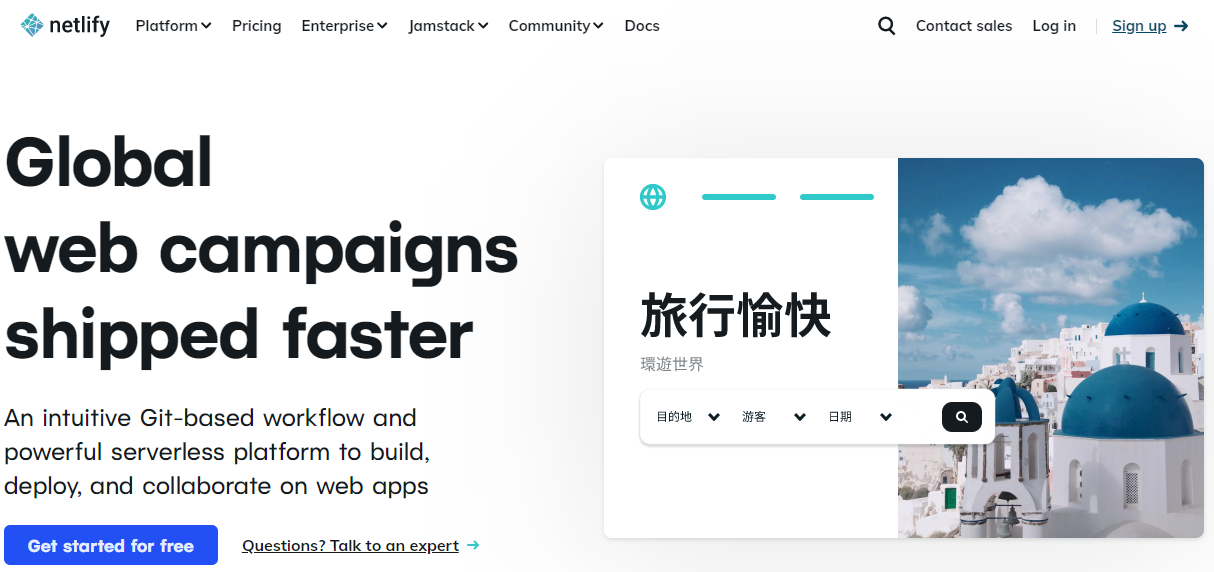 netlify Platform Pricing Enterprise Jamstack Community Docs Contact sales Log in Sign up
Global
web campaigns
shipped faster
An intuitive Git-based workflow and
powerful serverless platform to build,
deploy, and collaborate on web apps
Get started for free Questions? Talk to an expert
旅行愉快
環遊世界
目的地 游客 日期